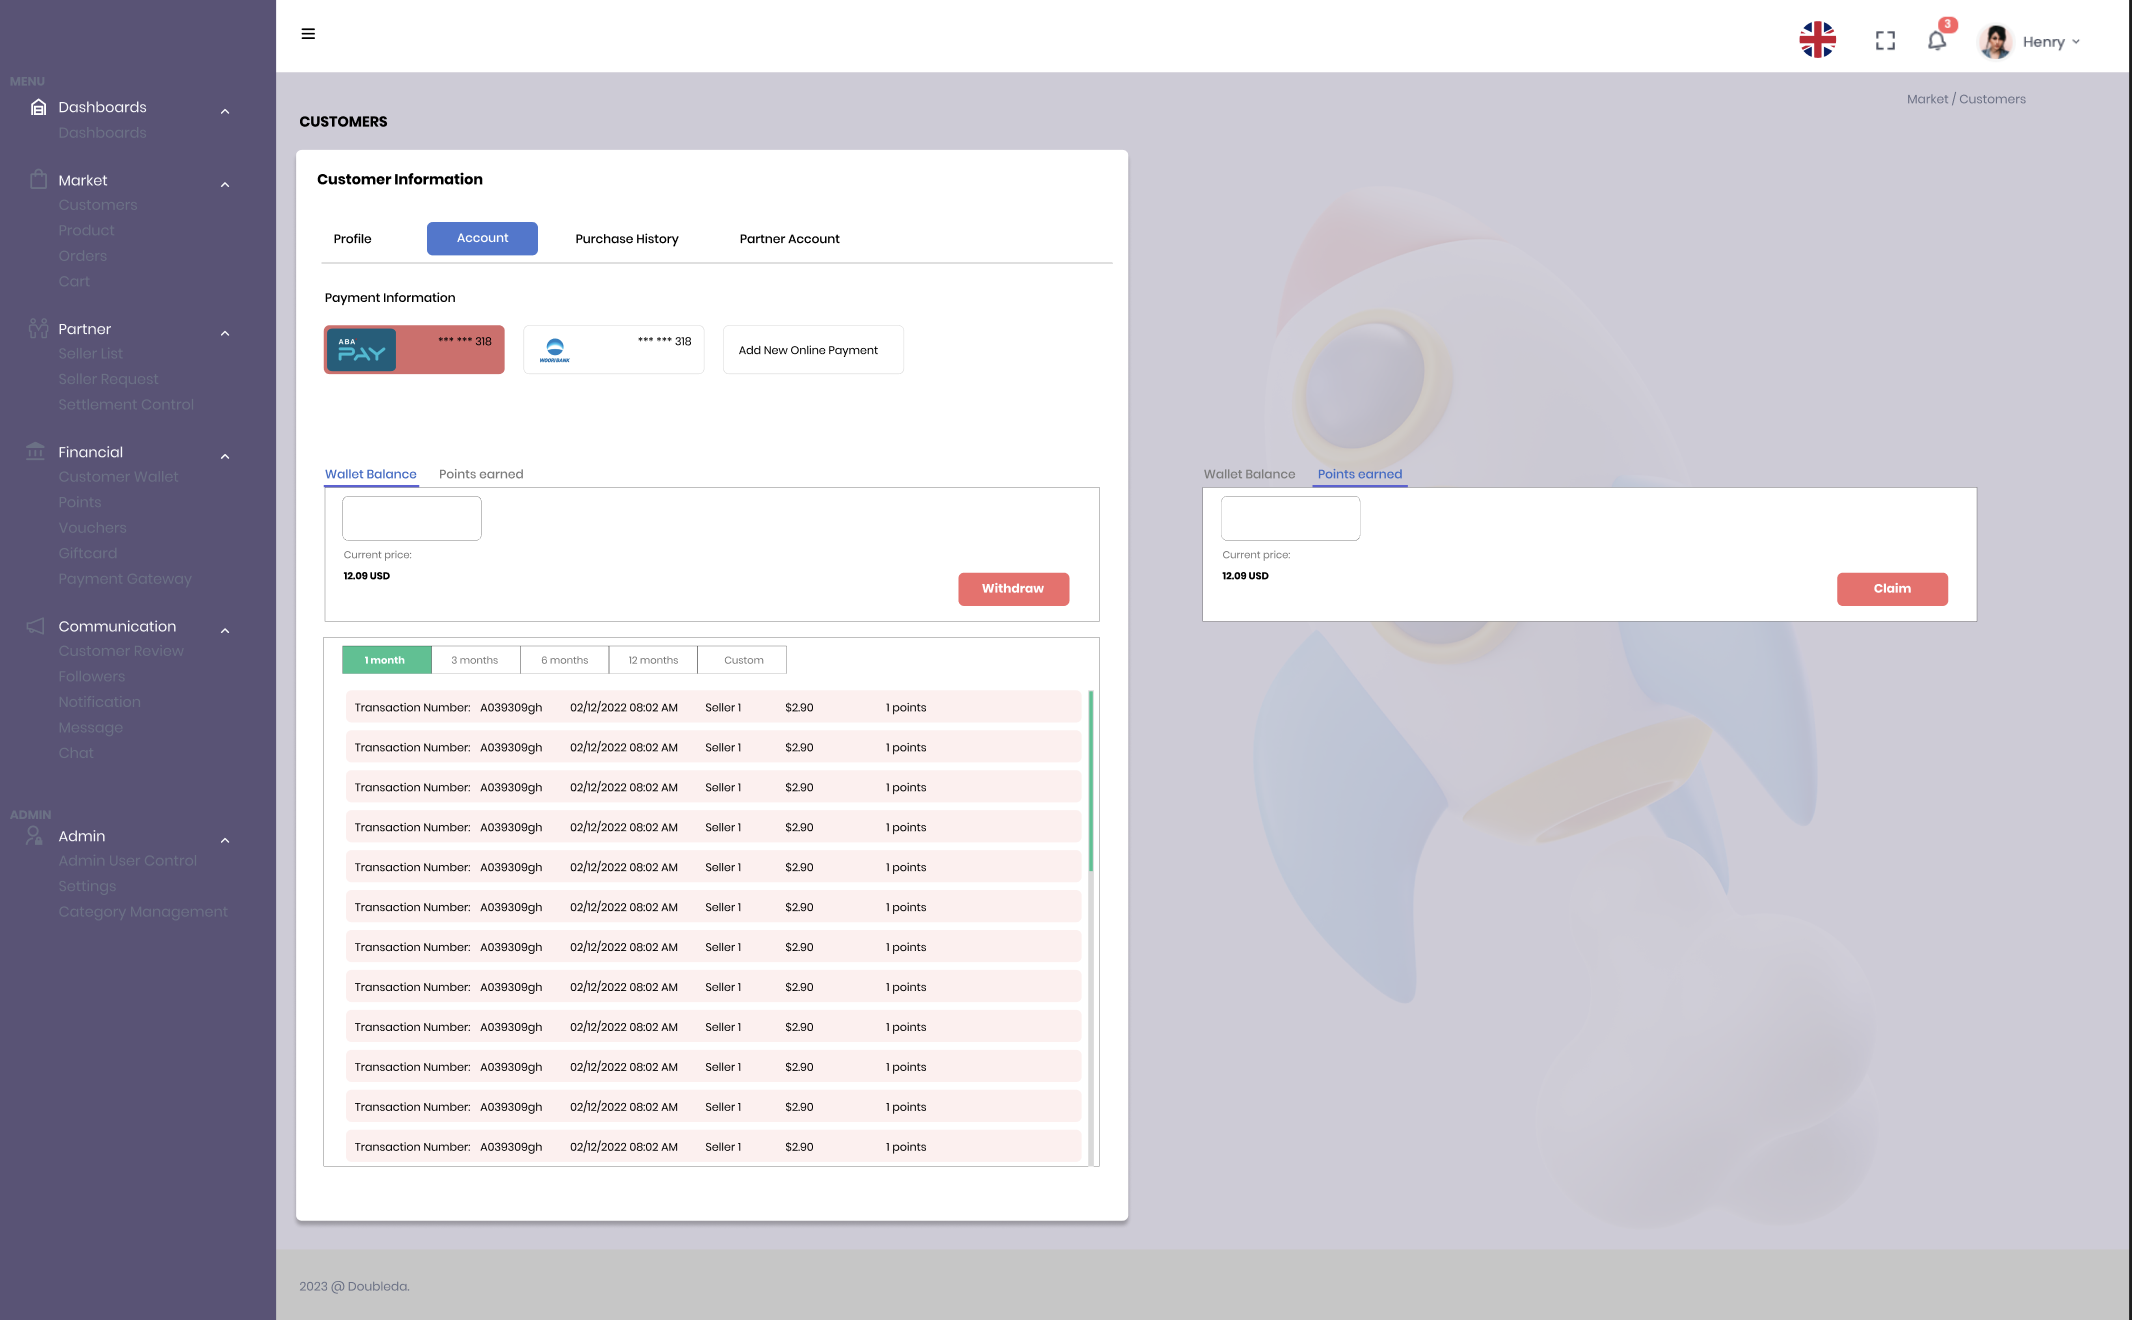 3
Henry
MENU
Dashboards
Dashboards
Market
Customers
Product
Orders
Cart
Partner
Seller List
Seller Request
Settlement Control
Financial
Customer Wallet
Points
Vouchers
Giftcard
Payment Gateway
Communication
Customer Review
Followers
Notification
Message
Chat
ADMIN
Admin
Admin User Control
Settings
Category Management
Market / Customers
CUSTOMERS
Customer Information
Profile Account Purchase History Partner Account
Payment Information
ABA PAY *** *** 318
WOORI BANK *** *** 318
Add New Online Payment
Wallet Balance Points earned
Current price:
12.09 USD
Withdraw
Wallet Balance Points earned
Current price:
12.09 USD
Claim
1 month 3 months 6 months 12 months Custom
Transaction Number: A039309gh 02/12/2022 08:02 AM Seller 1 $2.90 1 points
Transaction Number: A039309gh 02/12/2022 08:02 AM Seller 1 $2.90 1 points
Transaction Number: A039309gh 02/12/2022 08:02 AM Seller 1 $2.90 1 points
Transaction Number: A039309gh 02/12/2022 08:02 AM Seller 1 $2.90 1 points
Transaction Number: A039309gh 02/12/2022 08:02 AM Seller 1 $2.90 1 points
Transaction Number: A039309gh 02/12/2022 08:02 AM Seller 1 $2.90 1 points
Transaction Number: A039309gh 02/12/2022 08:02 AM Seller 1 $2.90 1 points
Transaction Number: A039309gh 02/12/2022 08:02 AM Seller 1 $2.90 1 points
Transaction Number: A039309gh 02/12/2022 08:02 AM Seller 1 $2.90 1 points
Transaction Number: A039309gh 02/12/2022 08:02 AM Seller 1 $2.90 1 points
Transaction Number: A039309gh 02/12/2022 08:02 AM Seller 1 $2.90 1 points
Transaction Number: A039309gh 02/12/2022 08:02 AM Seller 1 $2.90 1 points
2023 @ Doubleda.